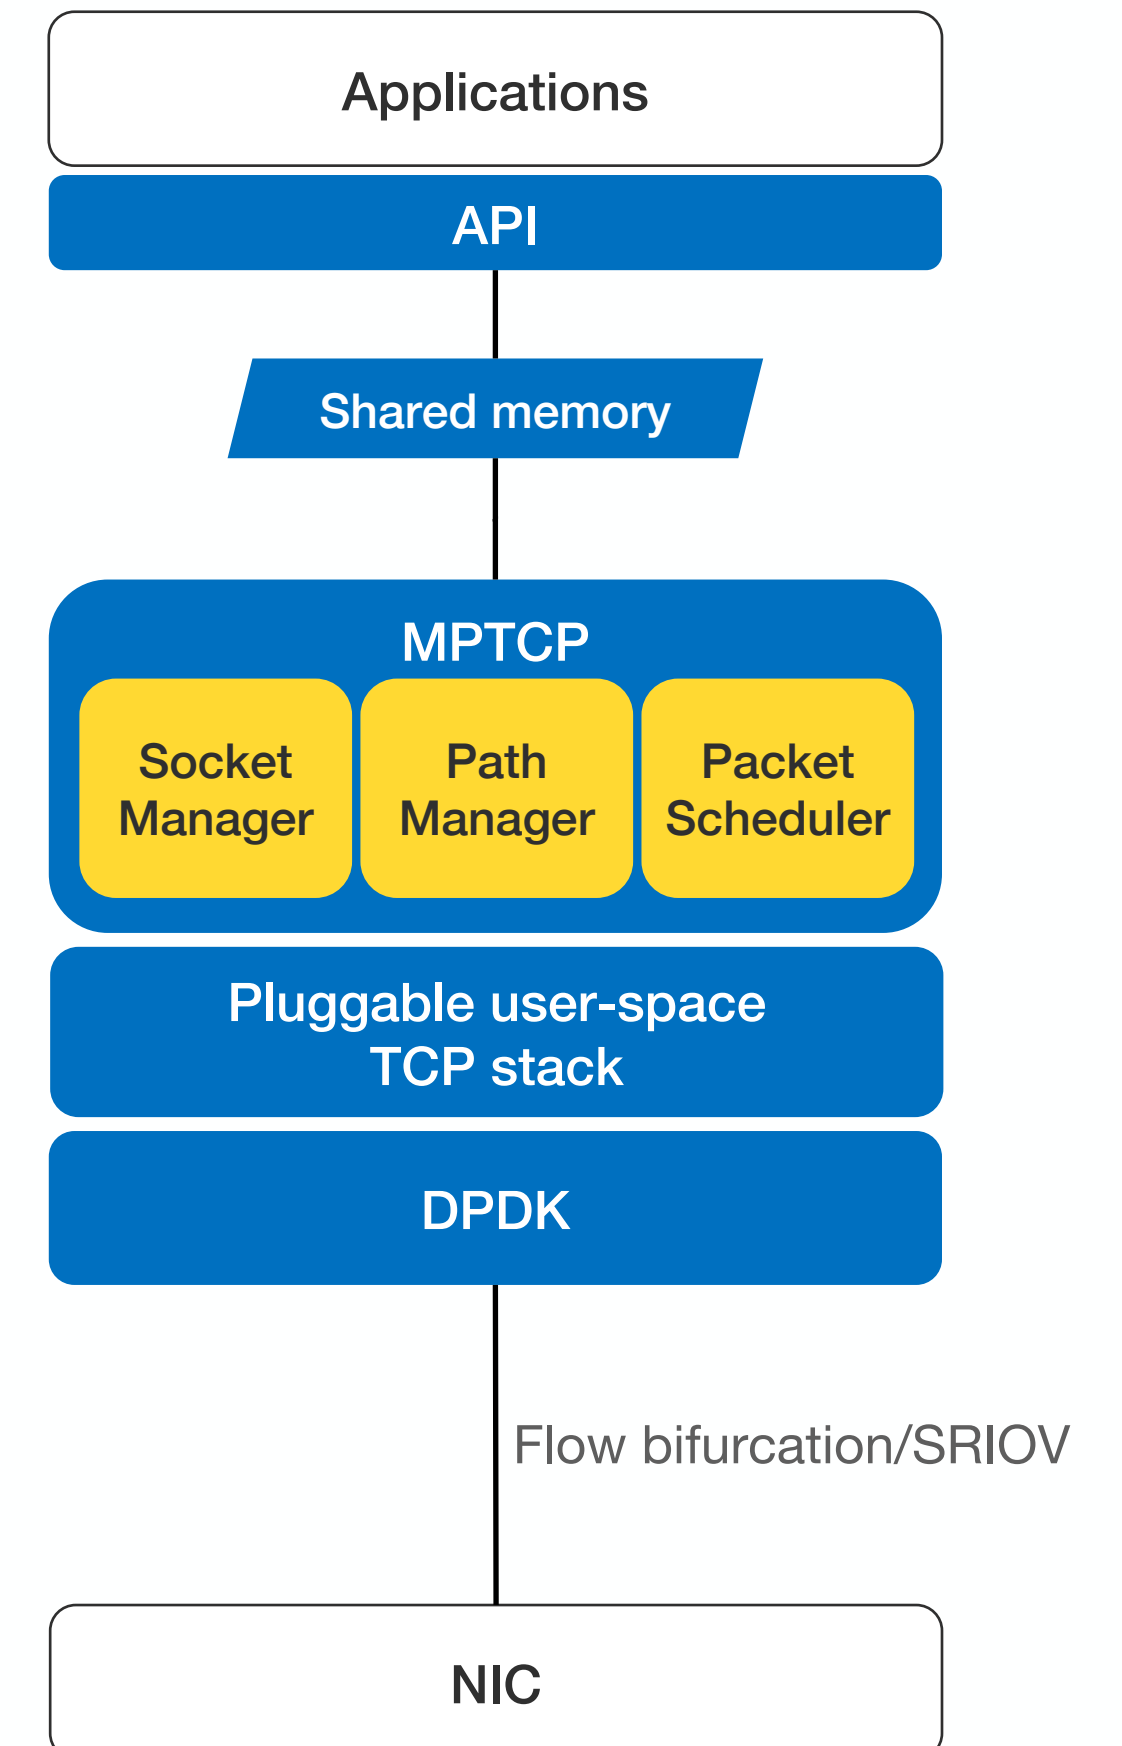 Applications
API
Shared memory
MPTCP
Socket
Manager
Path
Manager
Packet
Scheduler
Pluggable user-space
TCP stack
DPDK
Flow bifurcation/SRIOV
NIC